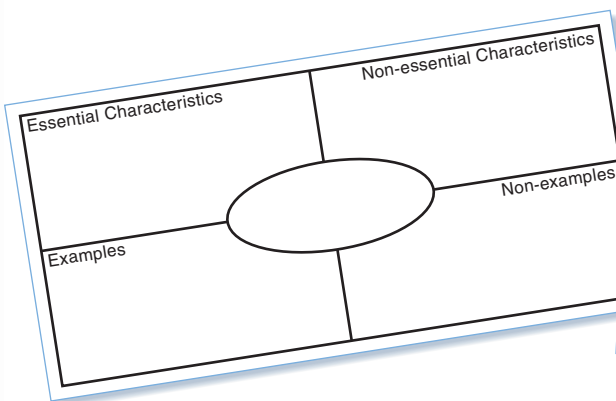 Essential Characteristics
Non-essential Characteristics
Examples
Non-examples